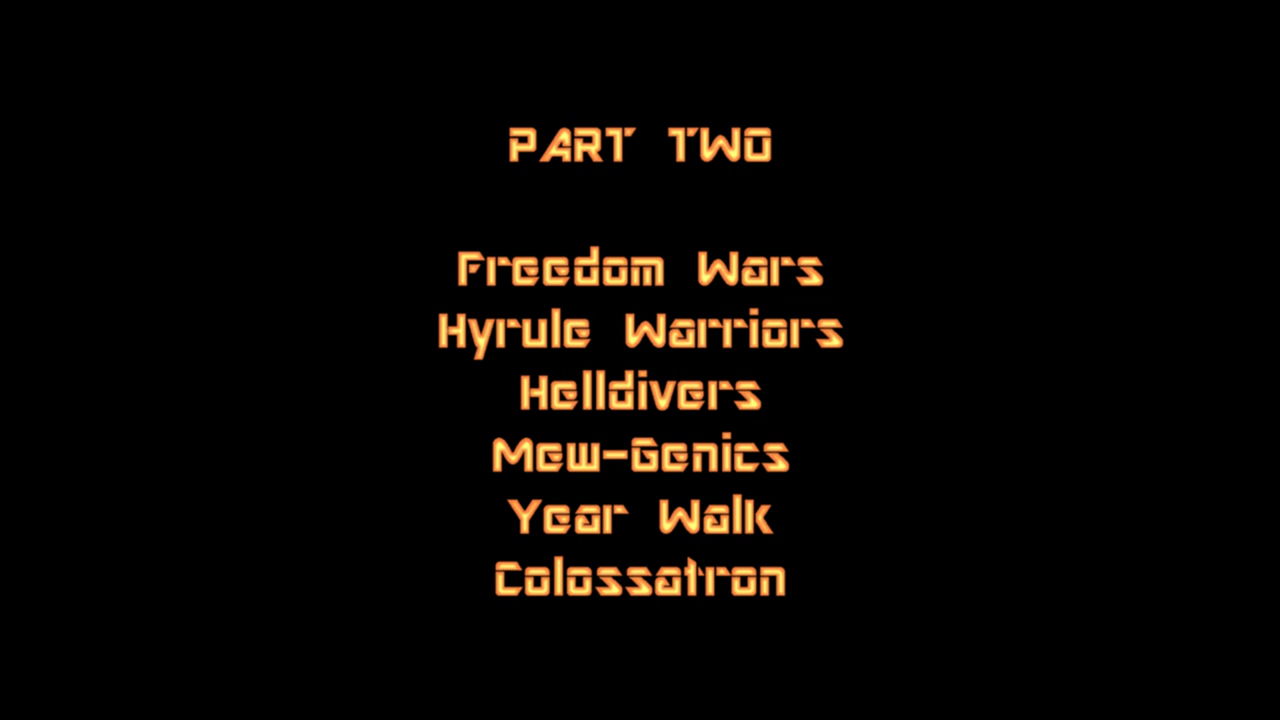 PART TWO
Freedom Wars
Hyrule Warriors
Helldivers
Mew-Genics
Year Walk
Colossatron